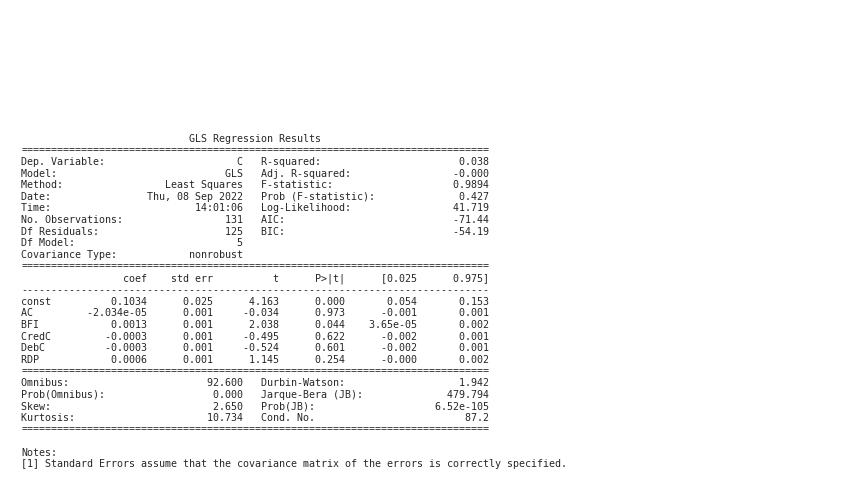 GLS Regression Results
==============================================================================
Dep. Variable:                      C   R-squared:                       0.038
Model:                            GLS   Adj. R-squared:                 -0.000
Method:                 Least Squares   F-statistic:                    0.9894
Date:              Thu, 08 Sep 2022   Prob (F-statistic):              0.427
Time:                        14:01:06   Log-Likelihood:                 41.719
No. Observations:                 131   AIC:                            -71.44
Df Residuals:                     125   BIC:                            -54.19
Df Model:                           5
Covariance Type:            nonrobust
==============================================================================
                 coef    std err          t      P>|t|      [0.025      0.975]
------------------------------------------------------------------------------
const          0.1034      0.025      4.163      0.000       0.054       0.153
AC         -2.034e-05      0.001     -0.034      0.973      -0.001       0.001
BFI            0.0013      0.001      2.038      0.044    3.65e-05       0.002
CredC         -0.0003      0.001     -0.495      0.622      -0.002       0.001
DebC          -0.0003      0.001     -0.524      0.601      -0.002       0.001
RDP            0.0006      0.001      1.145      0.254      -0.000       0.002
==============================================================================
Omnibus:                       92.600   Durbin-Watson:                   1.942
Prob(Omnibus):                  0.000   Jarque-Bera (JB):              479.794
Skew:                           2.650   Prob(JB):                    6.52e-105
Kurtosis:                      10.734   Cond. No.                         87.2
==============================================================================
Notes:
[1] Standard Errors assume that the covariance matrix of the errors is correctly specified.